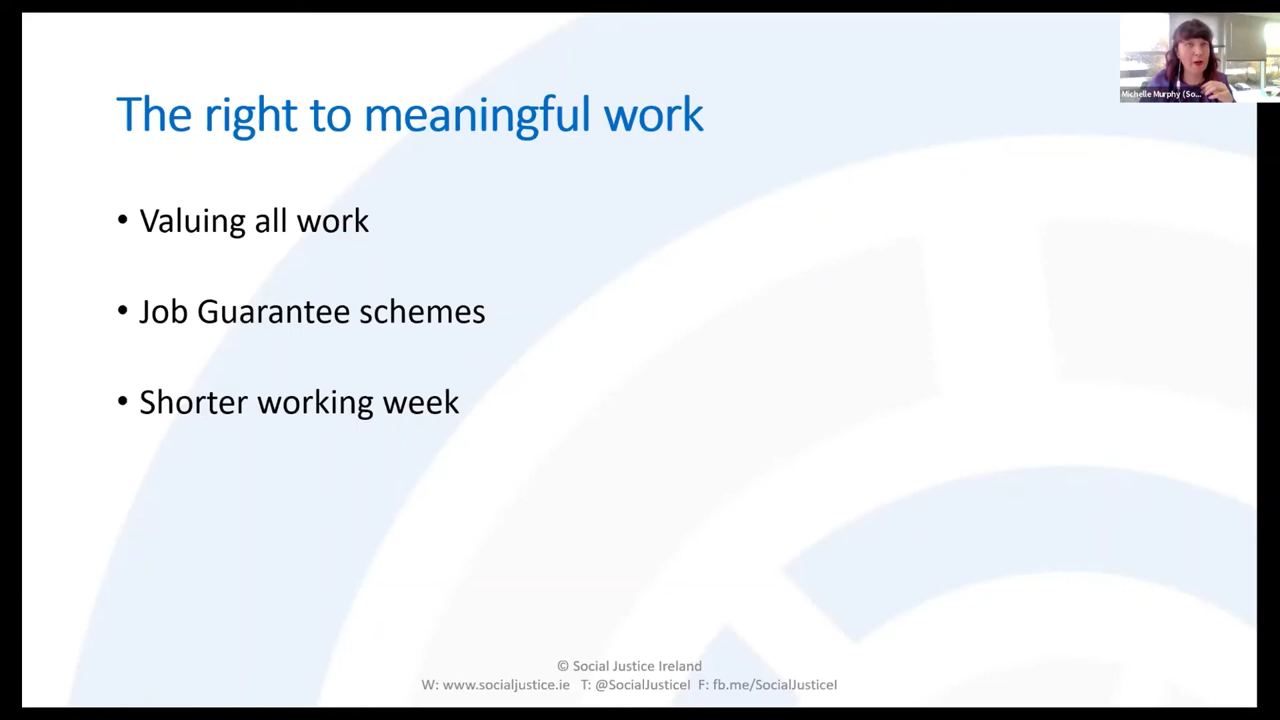 The right to meaningful work
Michelle Murphy (So...
• Valuing all work
• Job Guarantee schemes
• Shorter working week
© Social Justice Ireland
W: www.socialjustice.ie T: @SocialJusticeI F: fb.me/SocialJusticeI